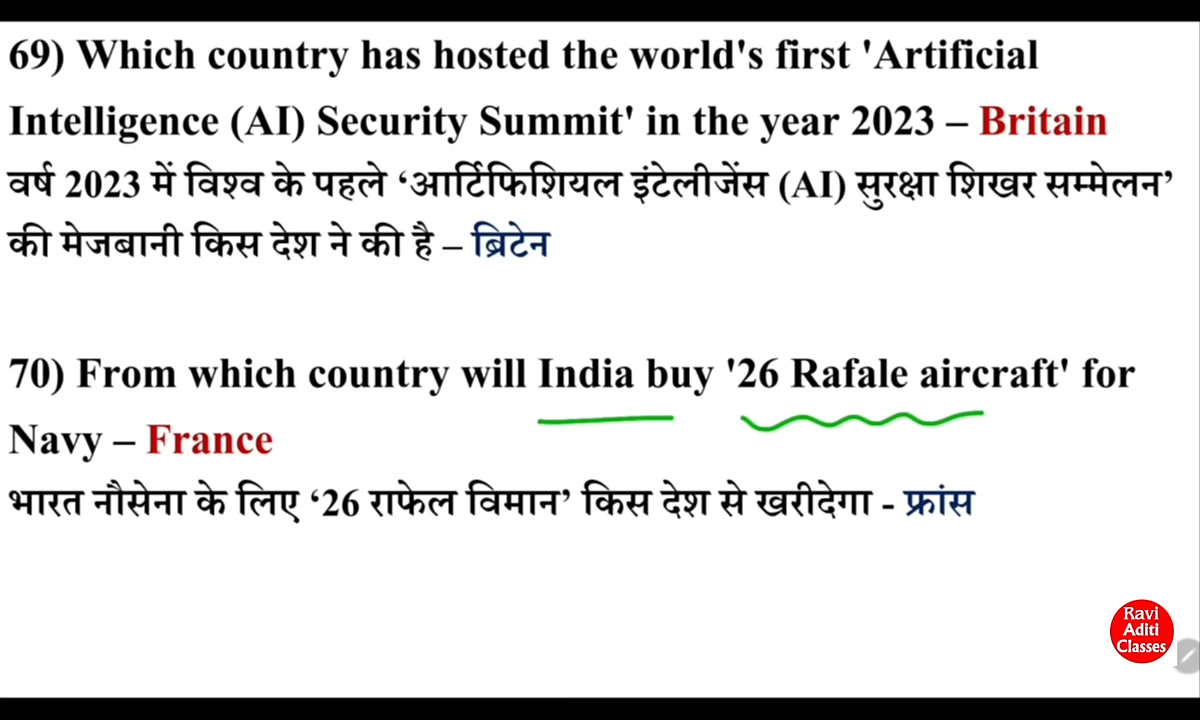 69) Which country has hosted the world's first 'Artificial
Intelligence (AI) Security Summit' in the year 2023 – Britain
वर्ष 2023 में विश्व के पहले ‘आर्टिफिशियल इंटेलीजेंस (AI) सुरक्षा शिखर सम्मेलन’
की मेजबानी किस देश ने की है – ब्रिटेन
70) From which country will India buy '26 Rafale aircraft' for
Navy – France
भारत नौसेना के लिए ‘26 राफेल विमान’ किस देश से खरीदेगा - फ्रांस
Ravi
Aditi
Classes